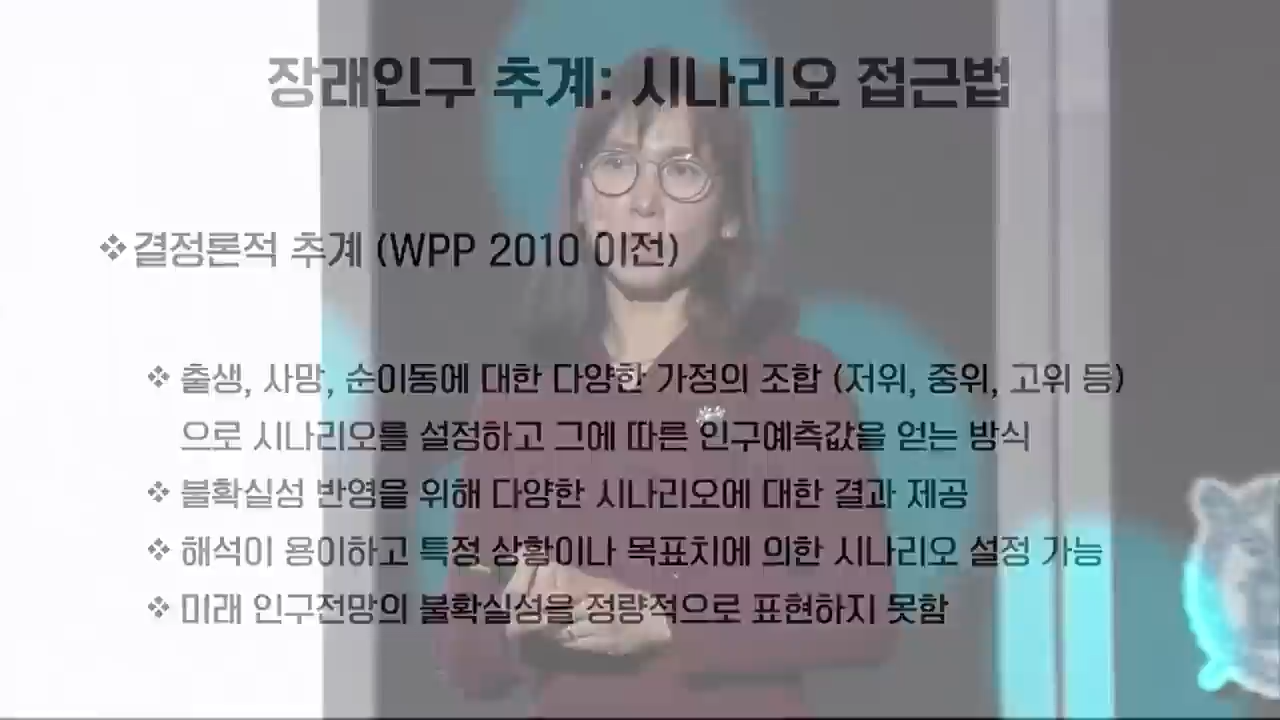 장래인구 추계: 시나리오 접근법
❖결정론적 추계 (WPP 2010 이전)
❖ 출생, 사망, 순이동에 대한 다양한 가정의 조합 (저위, 중위, 고위 등)
으로 시나리오를 설정하고 그에 따른 인구예측값을 얻는 방식
❖ 불확실성 반영을 위해 다양한 시나리오에 대한 결과 제공
❖ 해석이 용이하고 특정 상황이나 목표치에 의한 시나리오 설정 가능
❖ 미래 인구전망의 불확실성을 정량적으로 표현하지 못함